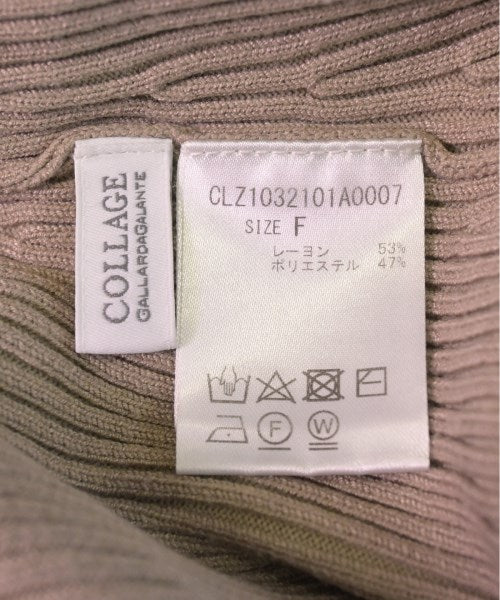 COLLAGE
GALLARDAGALANTE
CLZ1032101A0007
SIZE F
レーヨン 53%
ポリエステル 47%
F W